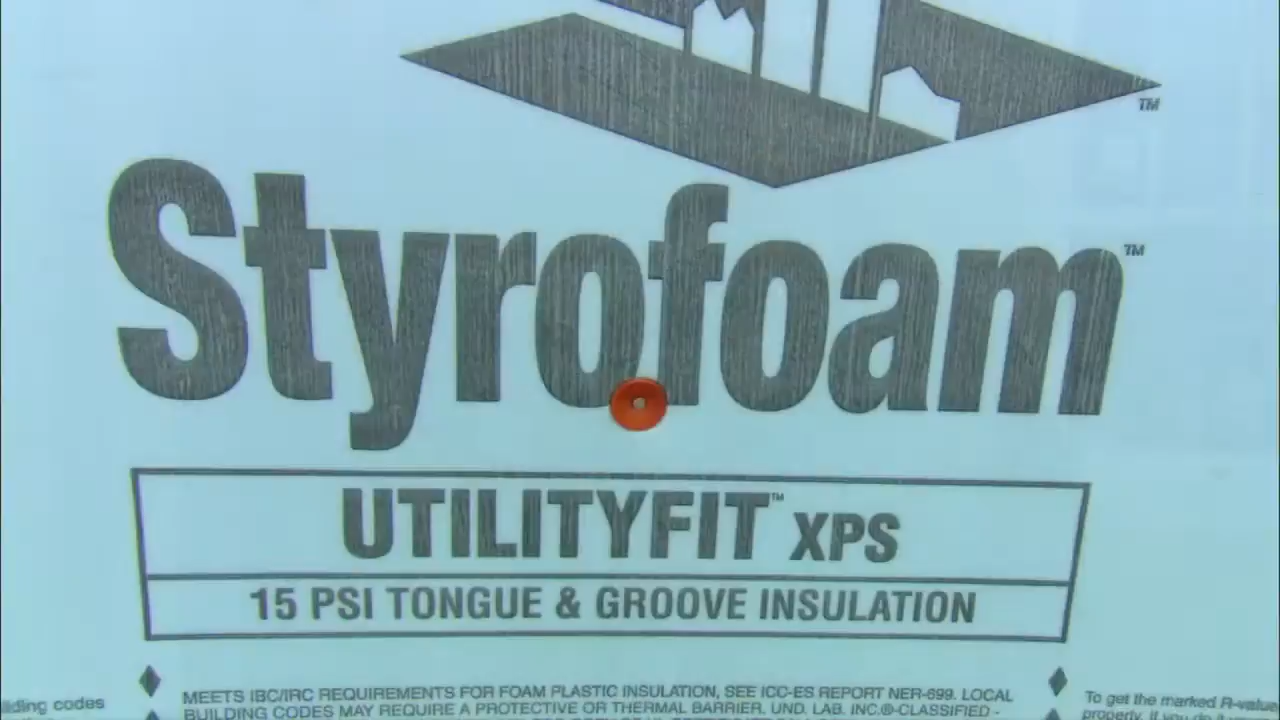 TM
Styrofoam™
UTILITYFIT™ XPS
15 PSI TONGUE & GROOVE INSULATION
MEETS IBC/IRC REQUIREMENTS FOR FOAM PLASTIC INSULATION, SEE ICC-ES REPORT NER-699. LOCAL
BUILDING CODES MAY REQUIRE A PROTECTIVE OR THERMAL BARRIER. UND. LAB. INC.®-CLASSIFIED -
codes
To get the marked R-value
properly.